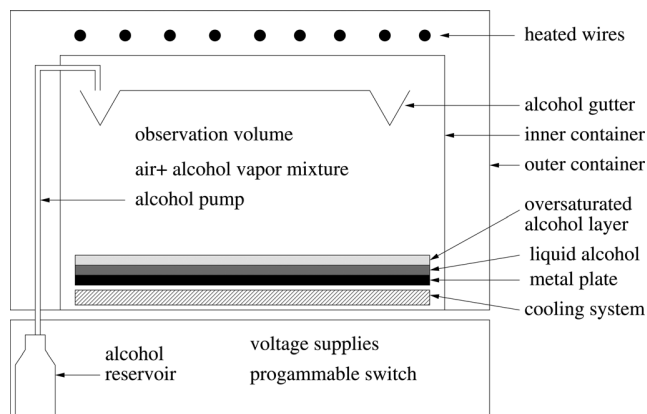 heated wires
alcohol gutter
observation volume
inner container
air+ alcohol vapor mixture
outer container
alcohol pump
oversaturated
alcohol layer
liquid alcohol
metal plate
cooling system
voltage supplies
alcohol
reservoir
progammable switch